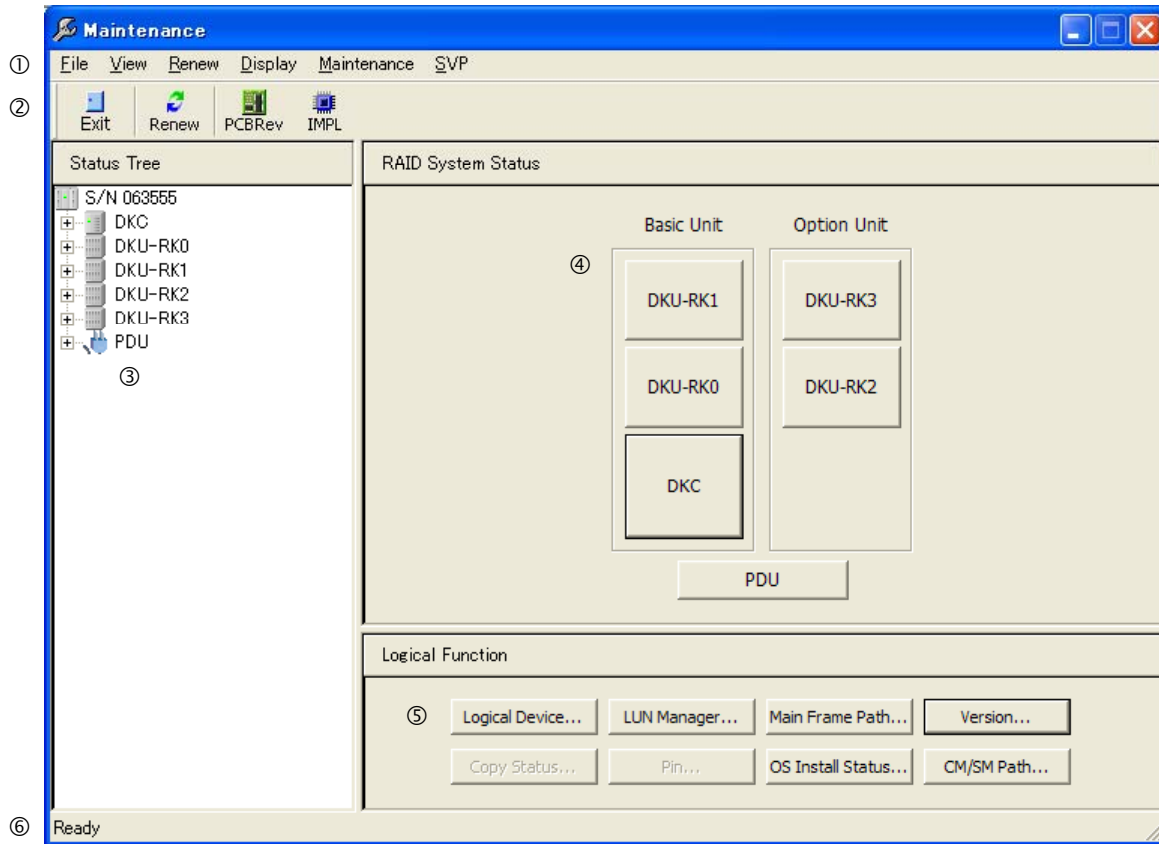 Maintenance
① File View Renew Display Maintenance SVP
② Exit Renew PCBRev IMPL
Status Tree
S/N 063555
DKC
DKU-RK0
DKU-RK1
DKU-RK2
DKU-RK3
PDU
③
RAID System Status
Basic Unit Option Unit
④ DKU-RK1 DKU-RK3
DKU-RK0 DKU-RK2
DKC
PDU
Logical Function
⑤ Logical Device... LUN Manager... Main Frame Path... Version...
Copy Status... Pin... OS Install Status... CM/SM Path...
⑥ Ready